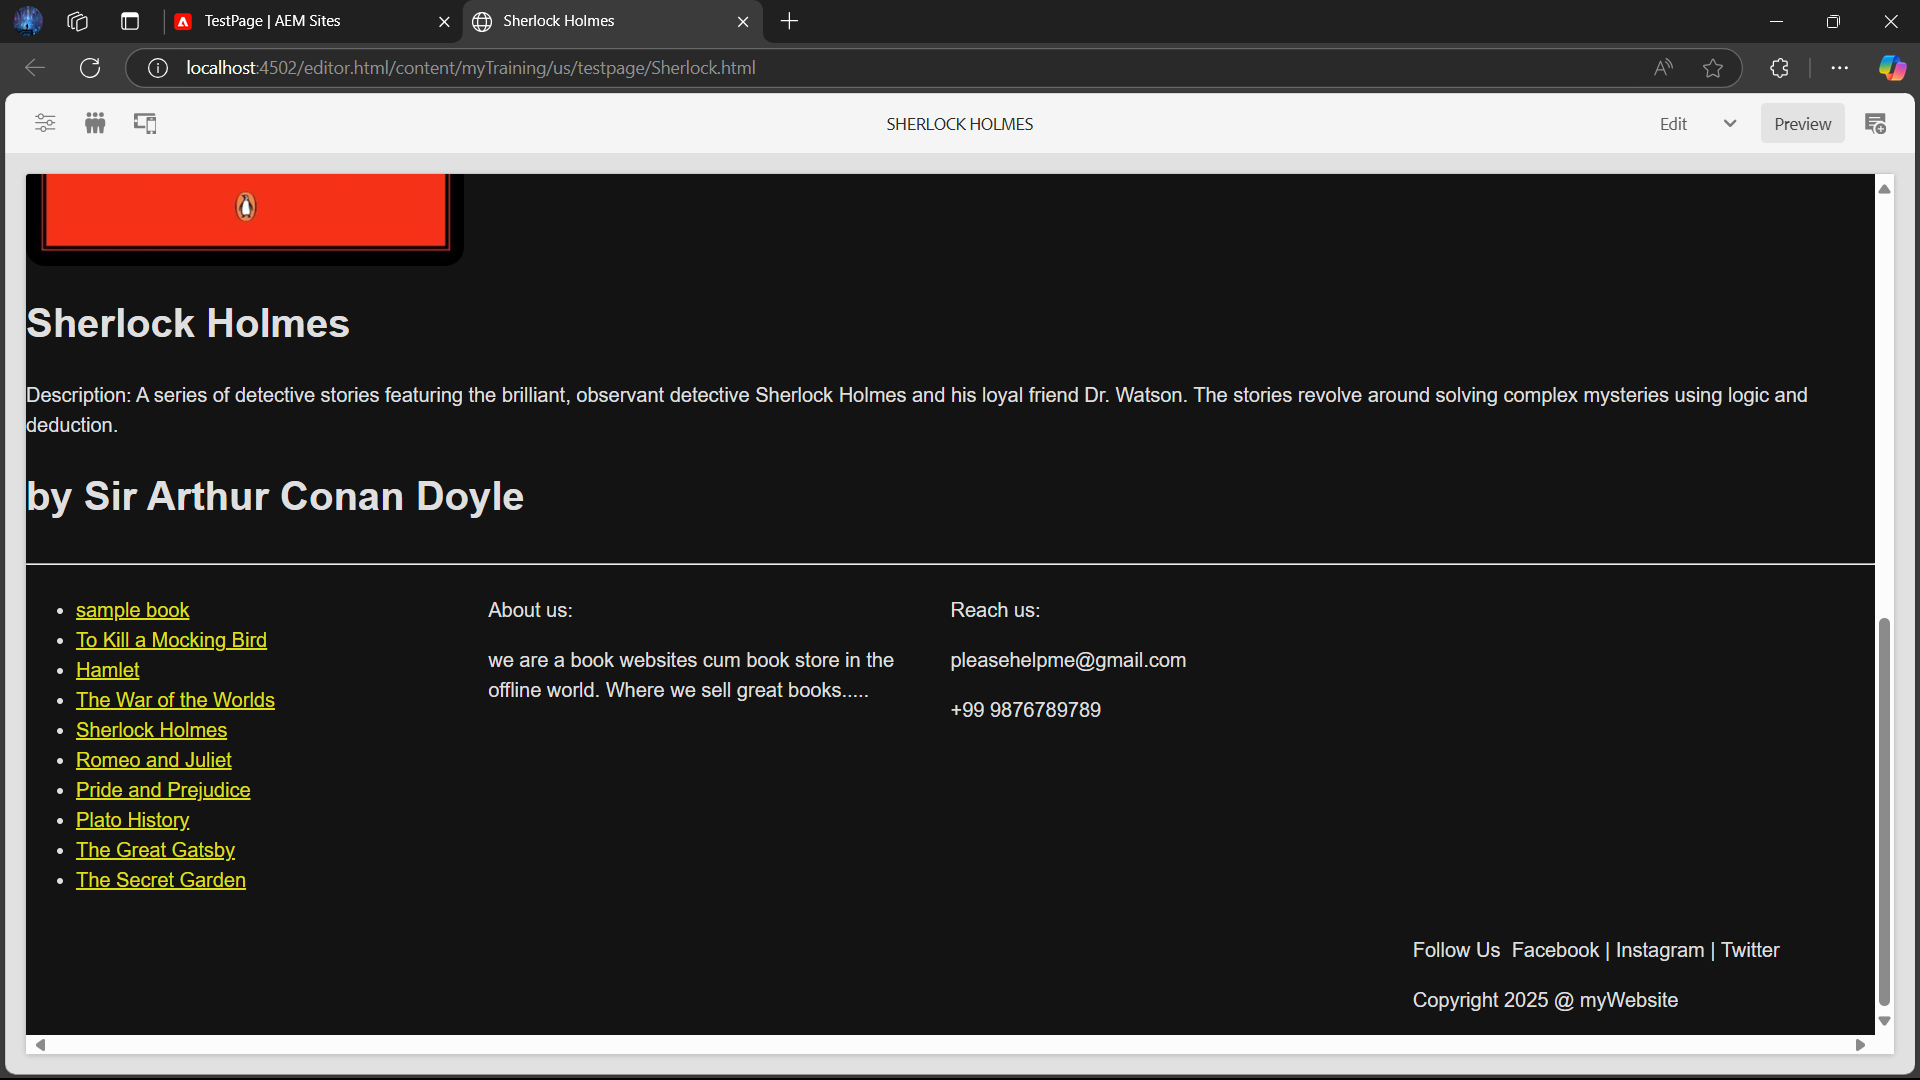 TestPage | AEM Sites
Sherlock Holmes
localhost:4502/editor.html/content/myTraining/us/testpage/Sherlock.html
SHERLOCK HOLMES
Edit
Preview
Sherlock Holmes
Description: A series of detective stories featuring the brilliant, observant detective Sherlock Holmes and his loyal friend Dr. Watson. The stories revolve around solving complex mysteries using logic and
deduction.
by Sir Arthur Conan Doyle
sample book
To Kill a Mocking Bird
Hamlet
The War of the Worlds
Sherlock Holmes
Romeo and Juliet
Pride and Prejudice
Plato History
The Great Gatsby
The Secret Garden
About us:
we are a book websites cum book store in the
offline world. Where we sell great books.....
Reach us:
pleasehelpme@gmail.com
+99 9876789789
Follow Us  Facebook | Instagram | Twitter
Copyright 2025 @ myWebsite